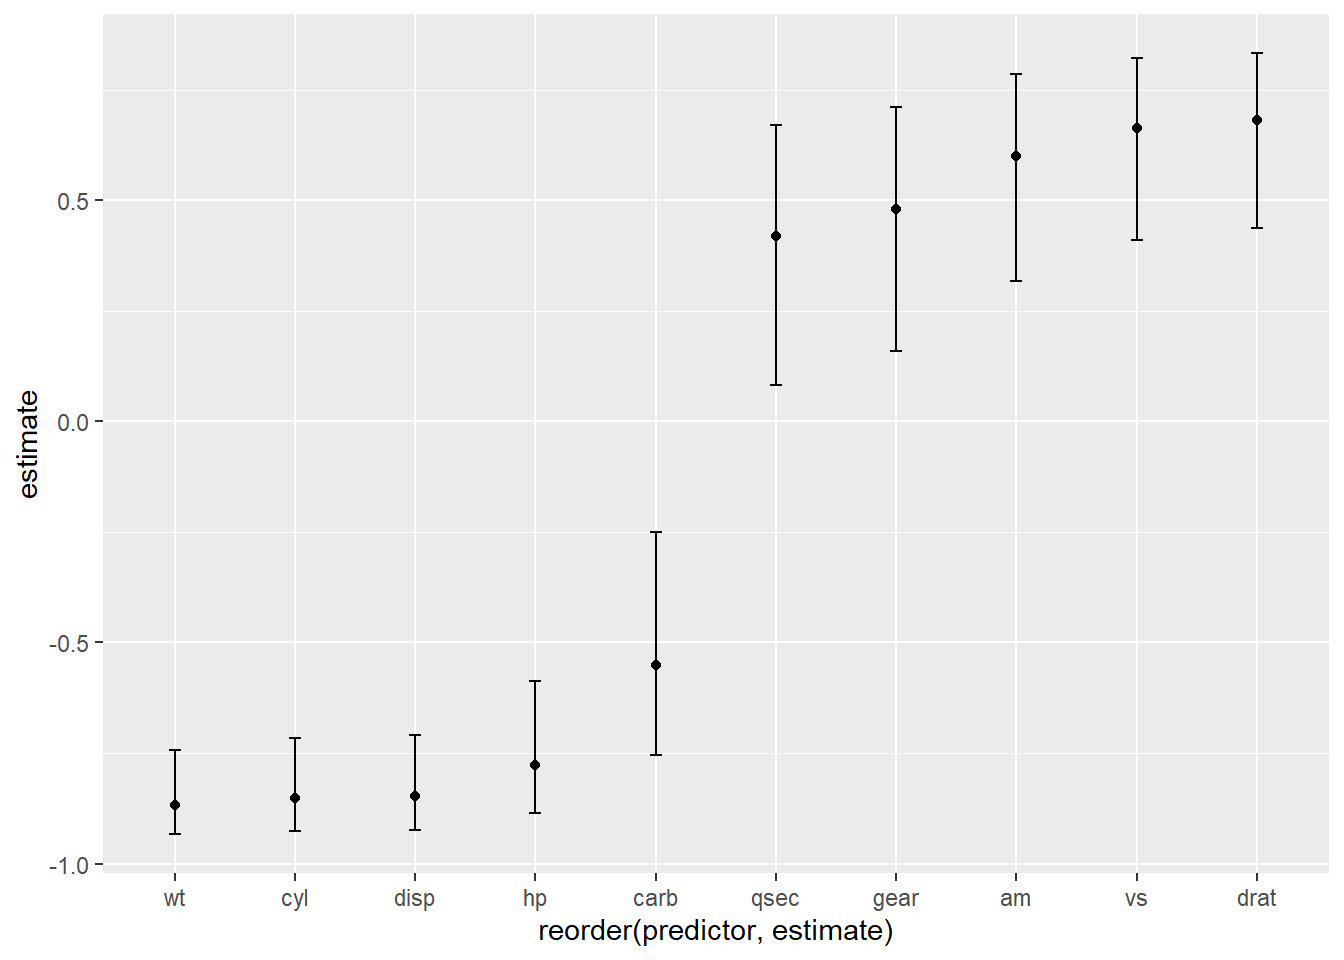 estimate
0.5
0.0
-0.5
-1.0
wt cyl disp hp carb qsec gear am vs drat
reorder(predictor, estimate)